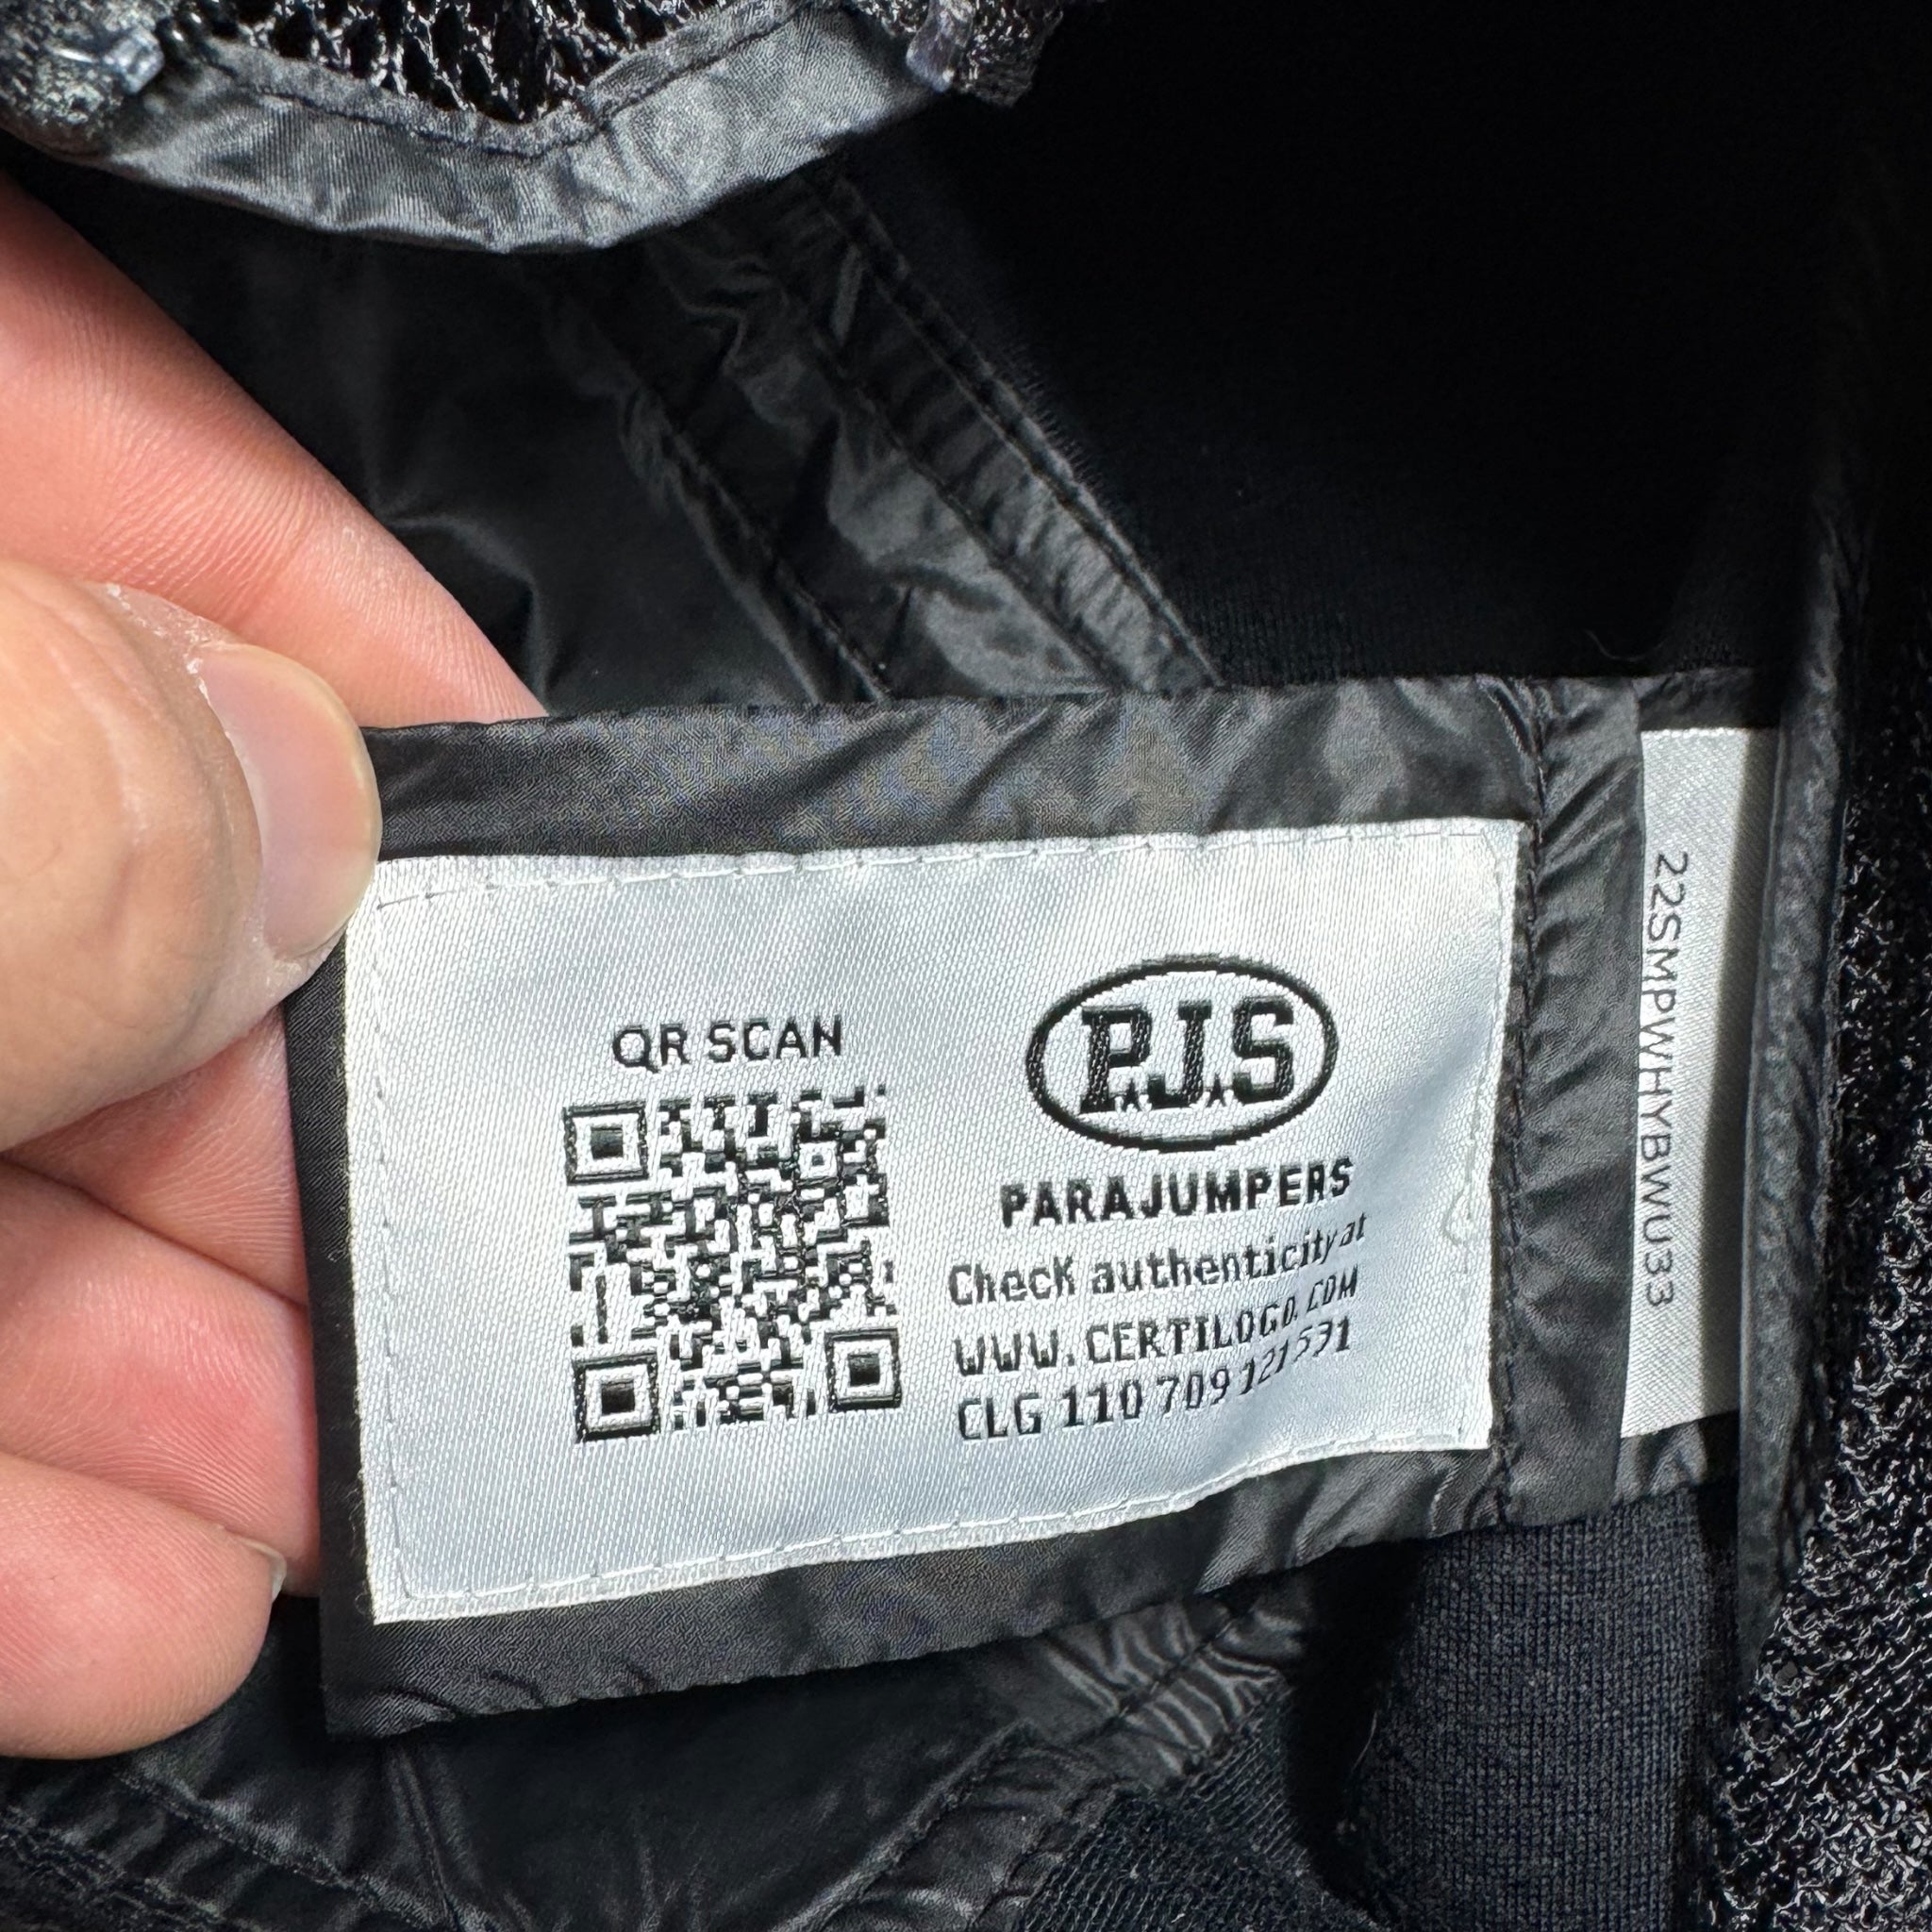 QR SCAN
P.J.S
PARAJUMPERS
Check authenticity at
WWW.CERTILOGO.COM
CLG 110 709 121 531
22SMPWHYBWU33